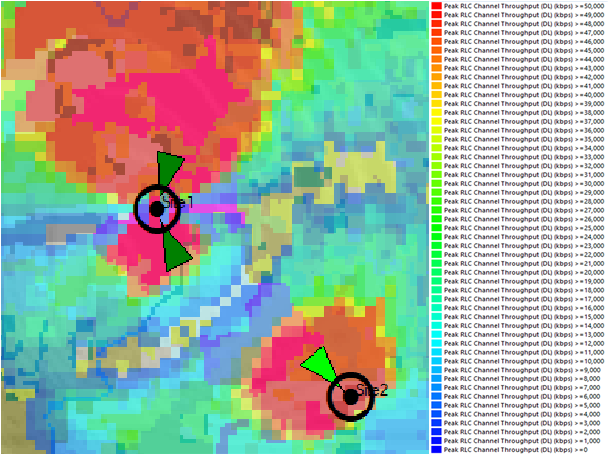 Site1
Site2
Peak RLC Channel Throughput (DL) (kbps) >=50,000
Peak RLC Channel Throughput (DL) (kbps) >=49,000
Peak RLC Channel Throughput (DL) (kbps) >=48,000
Peak RLC Channel Throughput (DL) (kbps) >=47,000
Peak RLC Channel Throughput (DL) (kbps) >=46,000
Peak RLC Channel Throughput (DL) (kbps) >=45,000
Peak RLC Channel Throughput (DL) (kbps) >=44,000
Peak RLC Channel Throughput (DL) (kbps) >=43,000
Peak RLC Channel Throughput (DL) (kbps) >=42,000
Peak RLC Channel Throughput (DL) (kbps) >=41,000
Peak RLC Channel Throughput (DL) (kbps) >=40,000
Peak RLC Channel Throughput (DL) (kbps) >=39,000
Peak RLC Channel Throughput (DL) (kbps) >=38,000
Peak RLC Channel Throughput (DL) (kbps) >=37,000
Peak RLC Channel Throughput (DL) (kbps) >=36,000
Peak RLC Channel Throughput (DL) (kbps) >=35,000
Peak RLC Channel Throughput (DL) (kbps) >=34,000
Peak RLC Channel Throughput (DL) (kbps) >=33,000
Peak RLC Channel Throughput (DL) (kbps) >=32,000
Peak RLC Channel Throughput (DL) (kbps) >=31,000
Peak RLC Channel Throughput (DL) (kbps) >=30,000
Peak RLC Channel Throughput (DL) (kbps) >=29,000
Peak RLC Channel Throughput (DL) (kbps) >=28,000
Peak RLC Channel Throughput (DL) (kbps) >=27,000
Peak RLC Channel Throughput (DL) (kbps) >=26,000
Peak RLC Channel Throughput (DL) (kbps) >=25,000
Peak RLC Channel Throughput (DL) (kbps) >=24,000
Peak RLC Channel Throughput (DL) (kbps) >=23,000
Peak RLC Channel Throughput (DL) (kbps) >=22,000
Peak RLC Channel Throughput (DL) (kbps) >=21,000
Peak RLC Channel Throughput (DL) (kbps) >=20,000
Peak RLC Channel Throughput (DL) (kbps) >=19,000
Peak RLC Channel Throughput (DL) (kbps) >=18,000
Peak RLC Channel Throughput (DL) (kbps) >=17,000
Peak RLC Channel Throughput (DL) (kbps) >=16,000
Peak RLC Channel Throughput (DL) (kbps) >=15,000
Peak RLC Channel Throughput (DL) (kbps) >=14,000
Peak RLC Channel Throughput (DL) (kbps) >=13,000
Peak RLC Channel Throughput (DL) (kbps) >=12,000
Peak RLC Channel Throughput (DL) (kbps) >=11,000
Peak RLC Channel Throughput (DL) (kbps) >=10,000
Peak RLC Channel Throughput (DL) (kbps) >=9,000
Peak RLC Channel Throughput (DL) (kbps) >=8,000
Peak RLC Channel Throughput (DL) (kbps) >=7,000
Peak RLC Channel Throughput (DL) (kbps) >=6,000
Peak RLC Channel Throughput (DL) (kbps) >=5,000
Peak RLC Channel Throughput (DL) (kbps) >=4,000
Peak RLC Channel Throughput (DL) (kbps) >=3,000
Peak RLC Channel Throughput (DL) (kbps) >=2,000
Peak RLC Channel Throughput (DL) (kbps) >=1,000
Peak RLC Channel Throughput (DL) (kbps) >=0